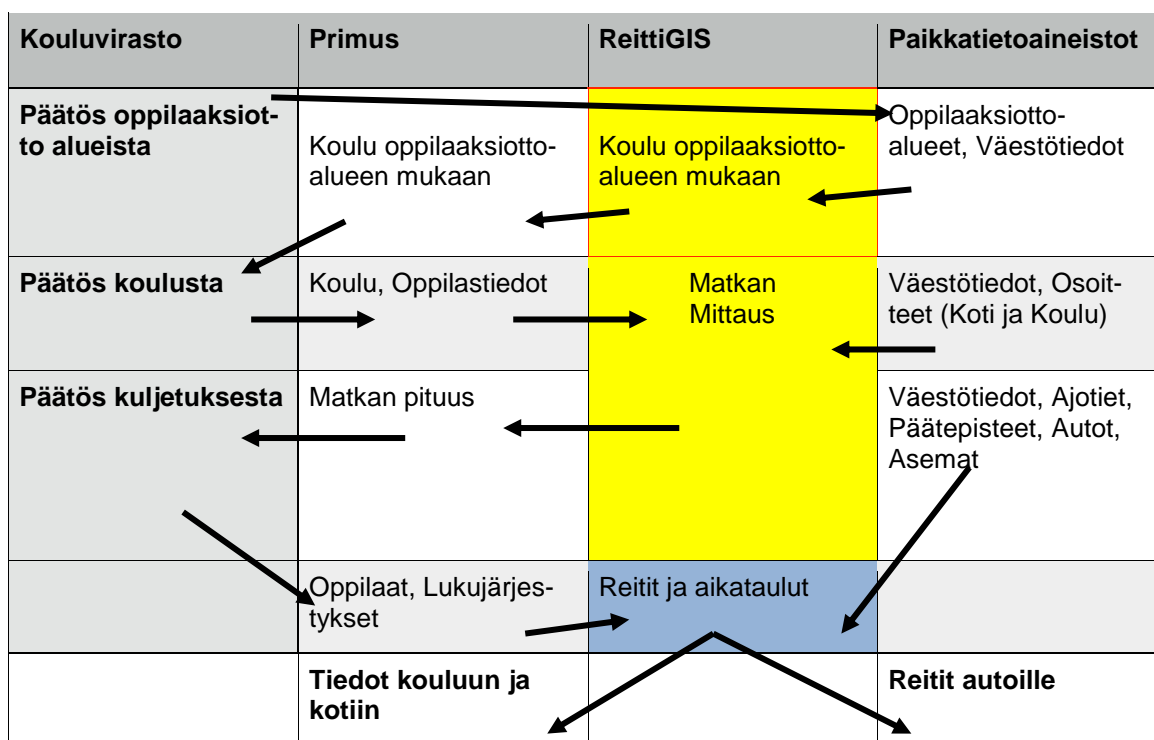 Kouluvirasto
Primus
ReittiGIS
Paikkatietoaineistot
Päätös oppilaaksiot-
to alueista
Koulu oppilaaksiotto-
alueen mukaan
Koulu oppilaaksiotto-
alueen mukaan
Oppilaaksiotto-
alueet, Väestötiedot
Päätös koulusta
Koulu, Oppilastiedot
Matkan
Mittaus
Väestötiedot, Osoit-
teet (Koti ja Koulu)
Päätös kuljetuksesta
Matkan pituus
Väestötiedot, Ajotiet,
Päätepisteet, Autot,
Asemat
Oppilaat, Lukujärjes-
tykset
Reitit ja aikataulut
Tiedot kouluun ja
kotiin
Reitit autoille